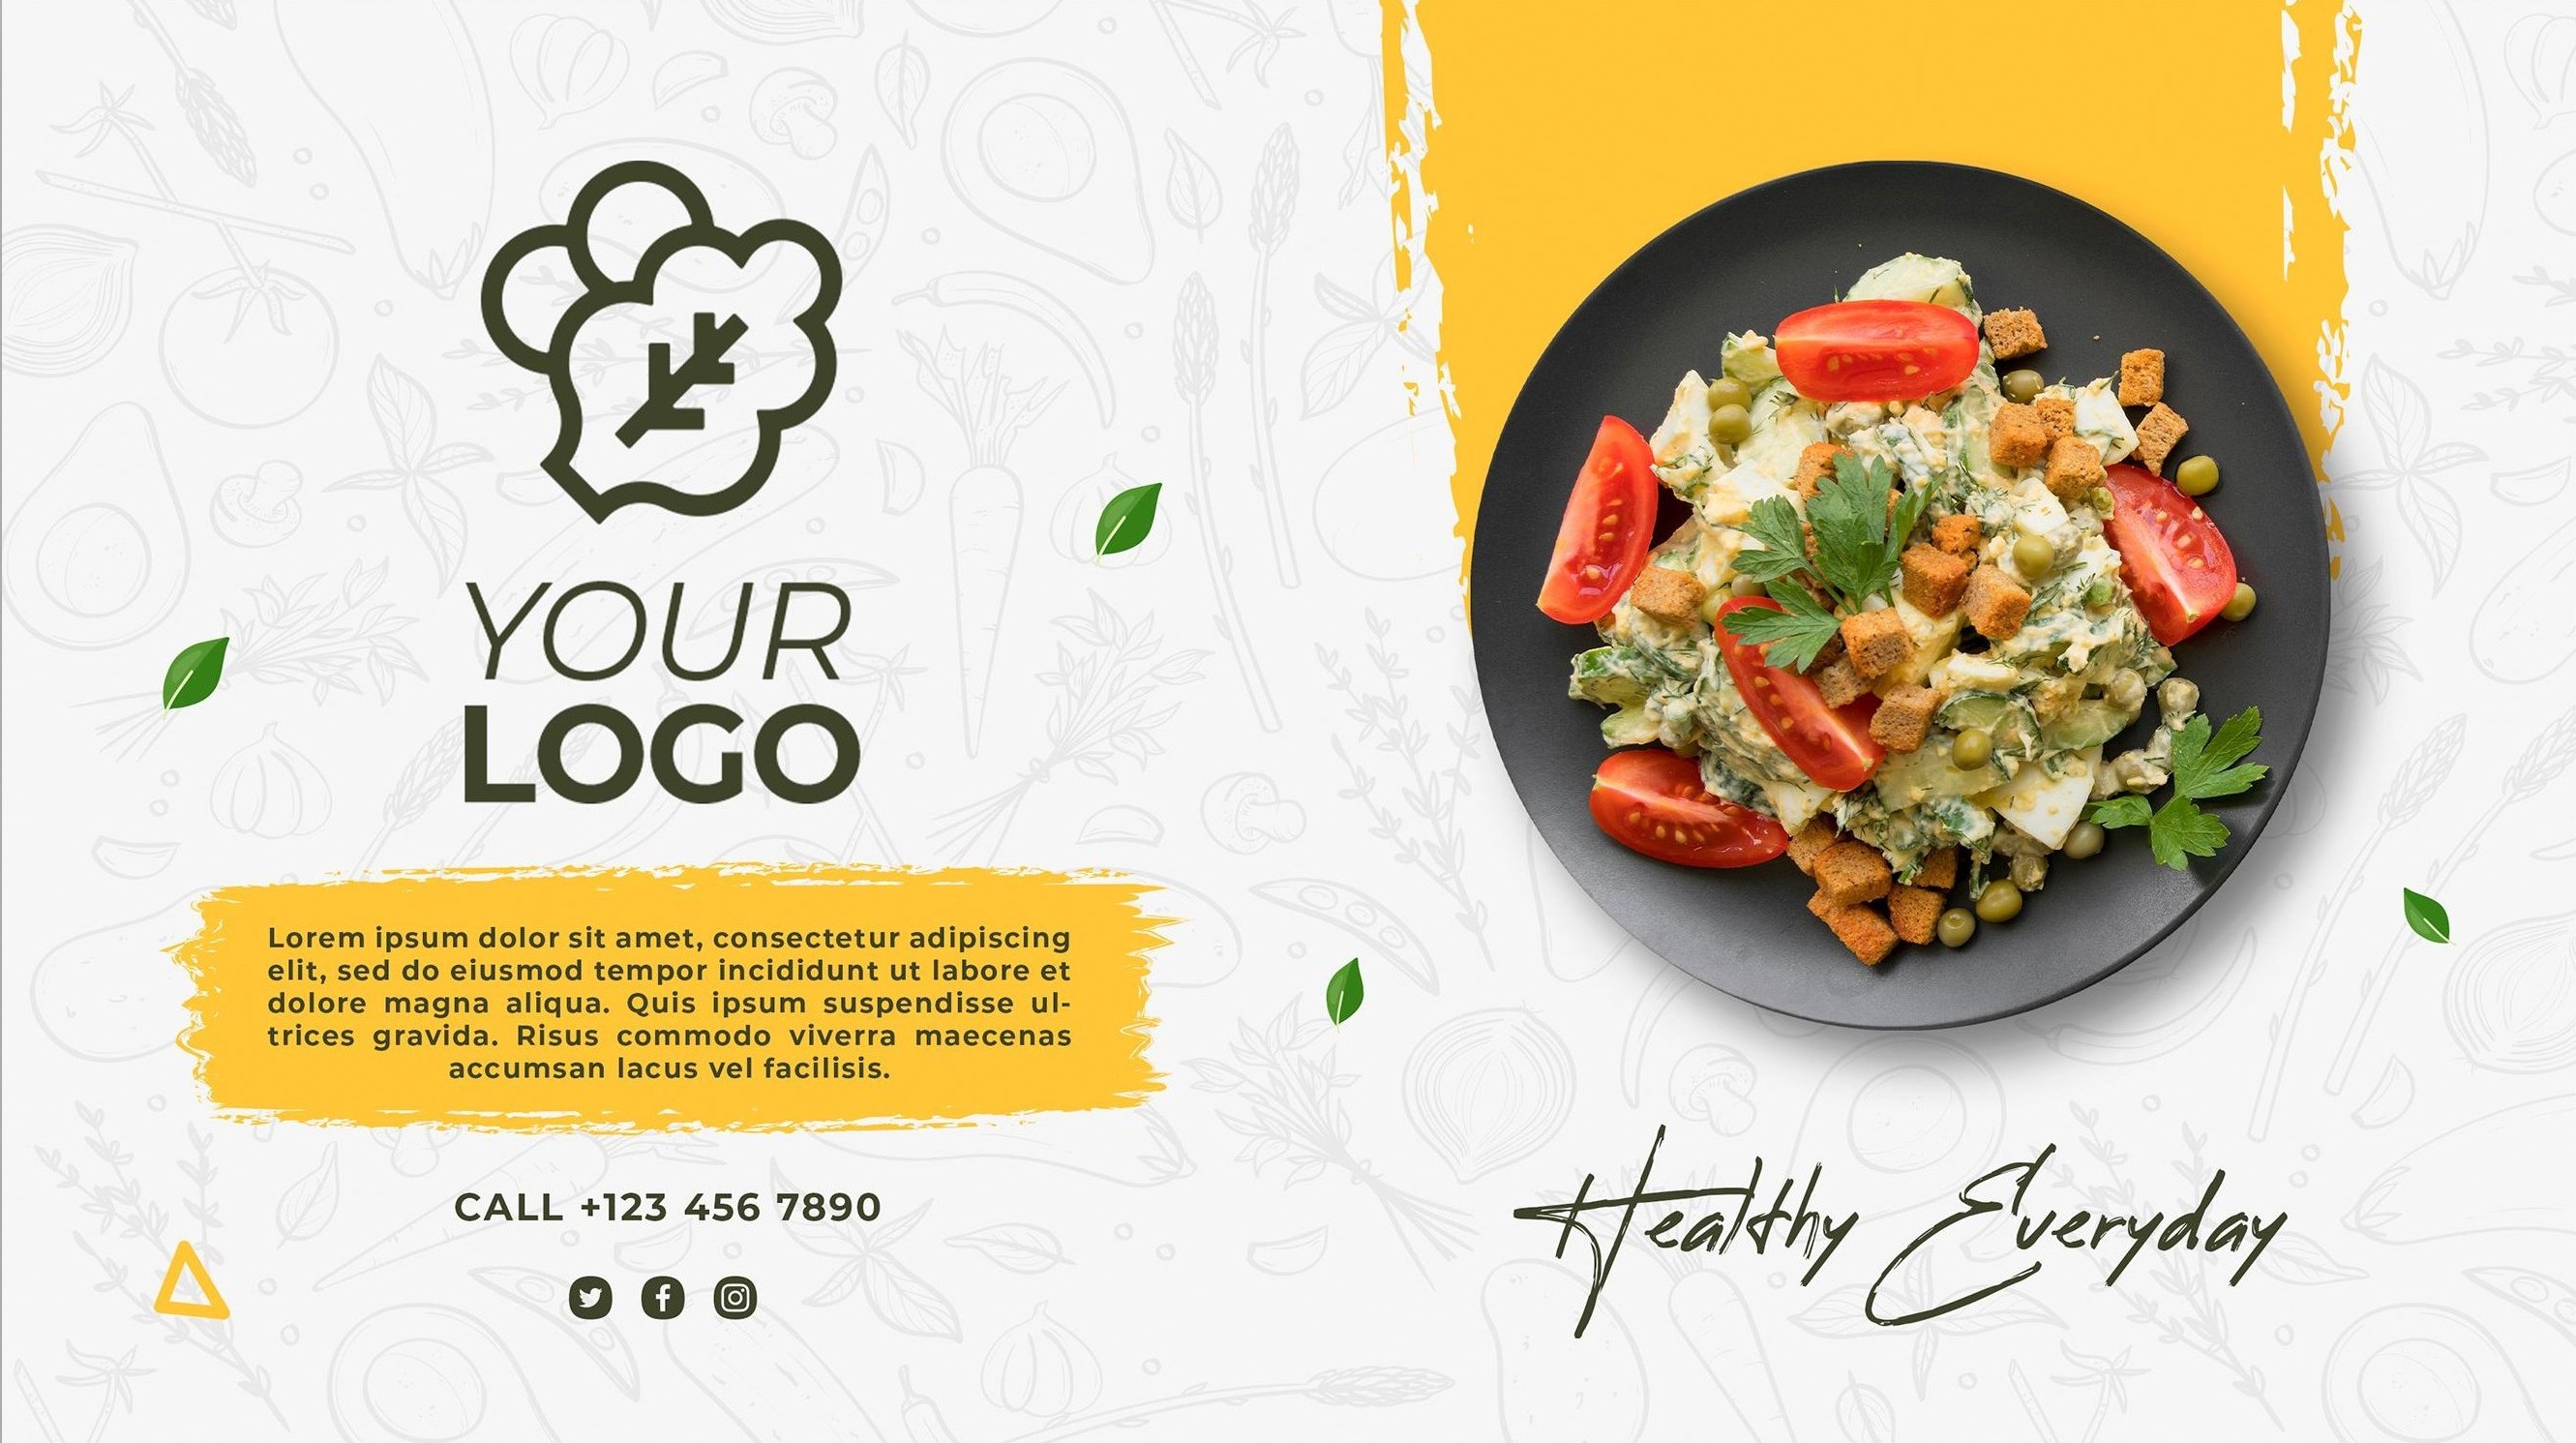 YOUR
LOGO
Lorem ipsum dolor sit amet, consectetur adipiscing
elit, sed do eiusmod tempor incididunt ut labore et
dolore magna aliqua. Quis ipsum suspendisse ul-
trices gravida. Risus commodo viverra maecenas
accumsan lacus vel facilisis.
CALL +123 456 7890
Healthy Everyday